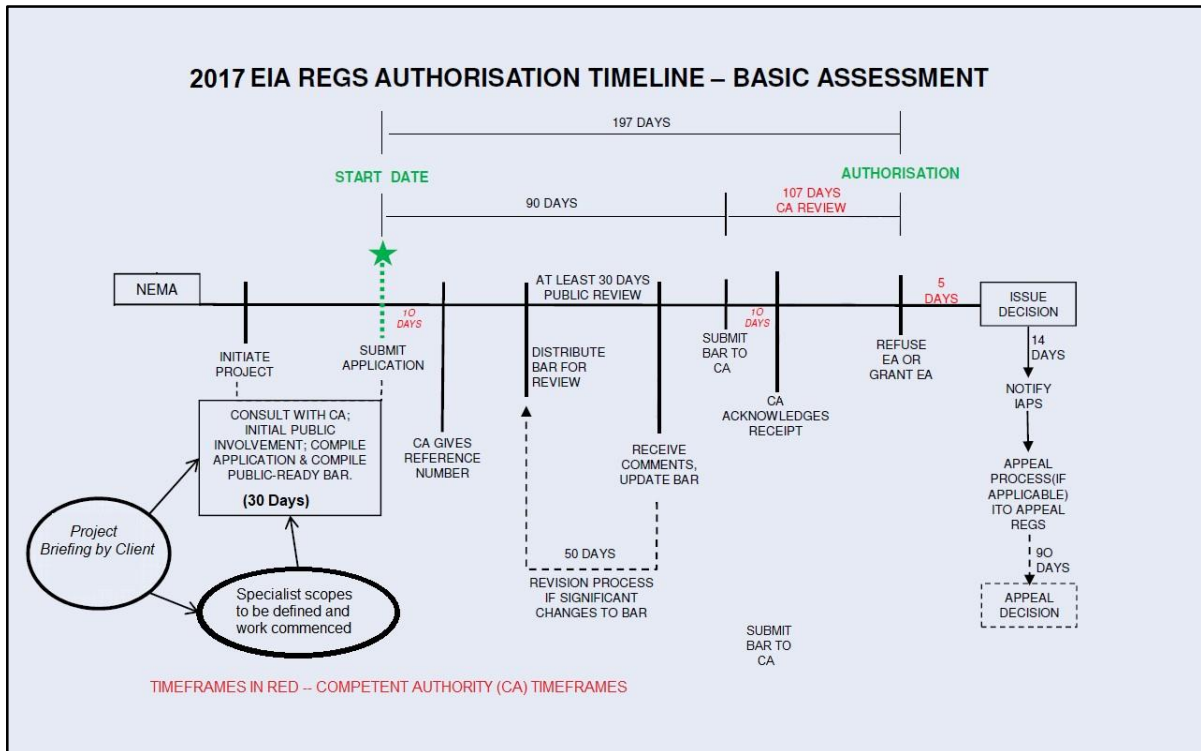 2017 EIA REGS AUTHORISATION TIMELINE – BASIC ASSESSMENT
197 DAYS
START DATE
AUTHORISATION
90 DAYS
107 DAYS
CA REVIEW
NEMA
AT LEAST 30 DAYS
PUBLIC REVIEW
5
DAYS
ISSUE
DECISION
10
DAYS
10
DAYS
INITIATE
PROJECT
SUBMIT
APPLICATION
DISTRIBUTE
BAR FOR
REVIEW
SUBMIT
BAR TO
CA
REFUSE
EA OR
GRANT EA
14
DAYS
NOTIFY
IAPS
CONSULT WITH CA;
INITIAL PUBLIC
INVOLVEMENT; COMPILE
APPLICATION & COMPILE
PUBLIC-READY BAR.
(30 Days)
CA GIVES
REFERENCE
NUMBER
RECEIVE
COMMENTS,
UPDATE BAR
CA
ACKNOWLEDGES
RECEIPT
APPEAL
PROCESS(IF
APPLICABLE)
ITO APPEAL
REGS
Project
Briefing by Client
50 DAYS
REVISION PROCESS
IF SIGNIFICANT
CHANGES TO BAR
90
DAYS
APPEAL
DECISION
Specialist scopes
to be defined and
work commenced
SUBMIT
BAR TO
CA
TIMEFRAMES IN RED -- COMPETENT AUTHORITY (CA) TIMEFRAMES